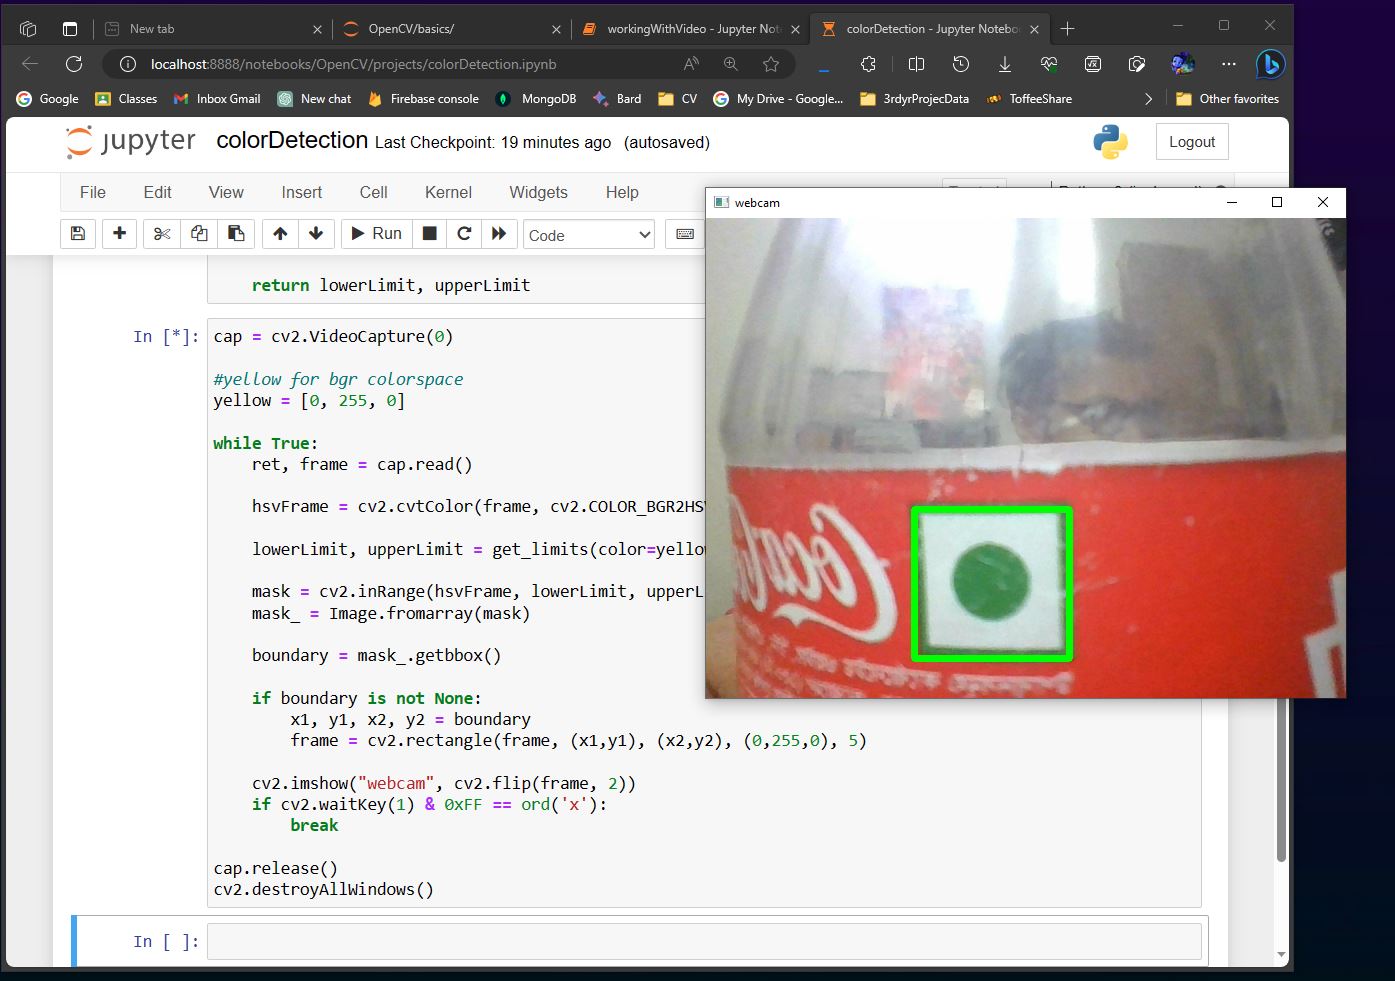 New tab
OpenCV/basics/
workingWithVideo - Jupyter Not
colorDetection - Jupyter Notebo
localhost:8888/notebooks/OpenCV/projects/colorDetection.ipynb
Google
Classes
Inbox Gmail
New chat
Firebase console
MongoDB
Bard
CV
My Drive - Google...
3rdyrProjecData
ToffeeShare
Other favorites
jupyter colorDetection Last Checkpoint: 19 minutes ago (autosaved)
Logout
File Edit View Insert Cell Kernel Widgets Help
Run
Code
webcam
return lowerLimit, upperLimit
In [*]: cap = cv2.VideoCapture(0)
#yellow for bgr colorspace
yellow = [0, 255, 0]
while True:
ret, frame = cap.read()
hsvFrame = cv2.cvtColor(frame, cv2.COLOR_BGR2HS
lowerLimit, upperLimit = get_limits(color=yello
mask = cv2.inRange(hsvFrame, lowerLimit, upperL
mask_ = Image.fromarray(mask)
boundary = mask_.getbbox()
if boundary is not None:
x1, y1, x2, y2 = boundary
frame = cv2.rectangle(frame, (x1,y1), (x2,y2), (0,255,0), 5)
cv2.imshow("webcam", cv2.flip(frame, 2))
if cv2.waitKey(1) & 0xFF == ord('x'):
break
cap.release()
cv2.destroyAllWindows()
In [ ]:
Coca-C